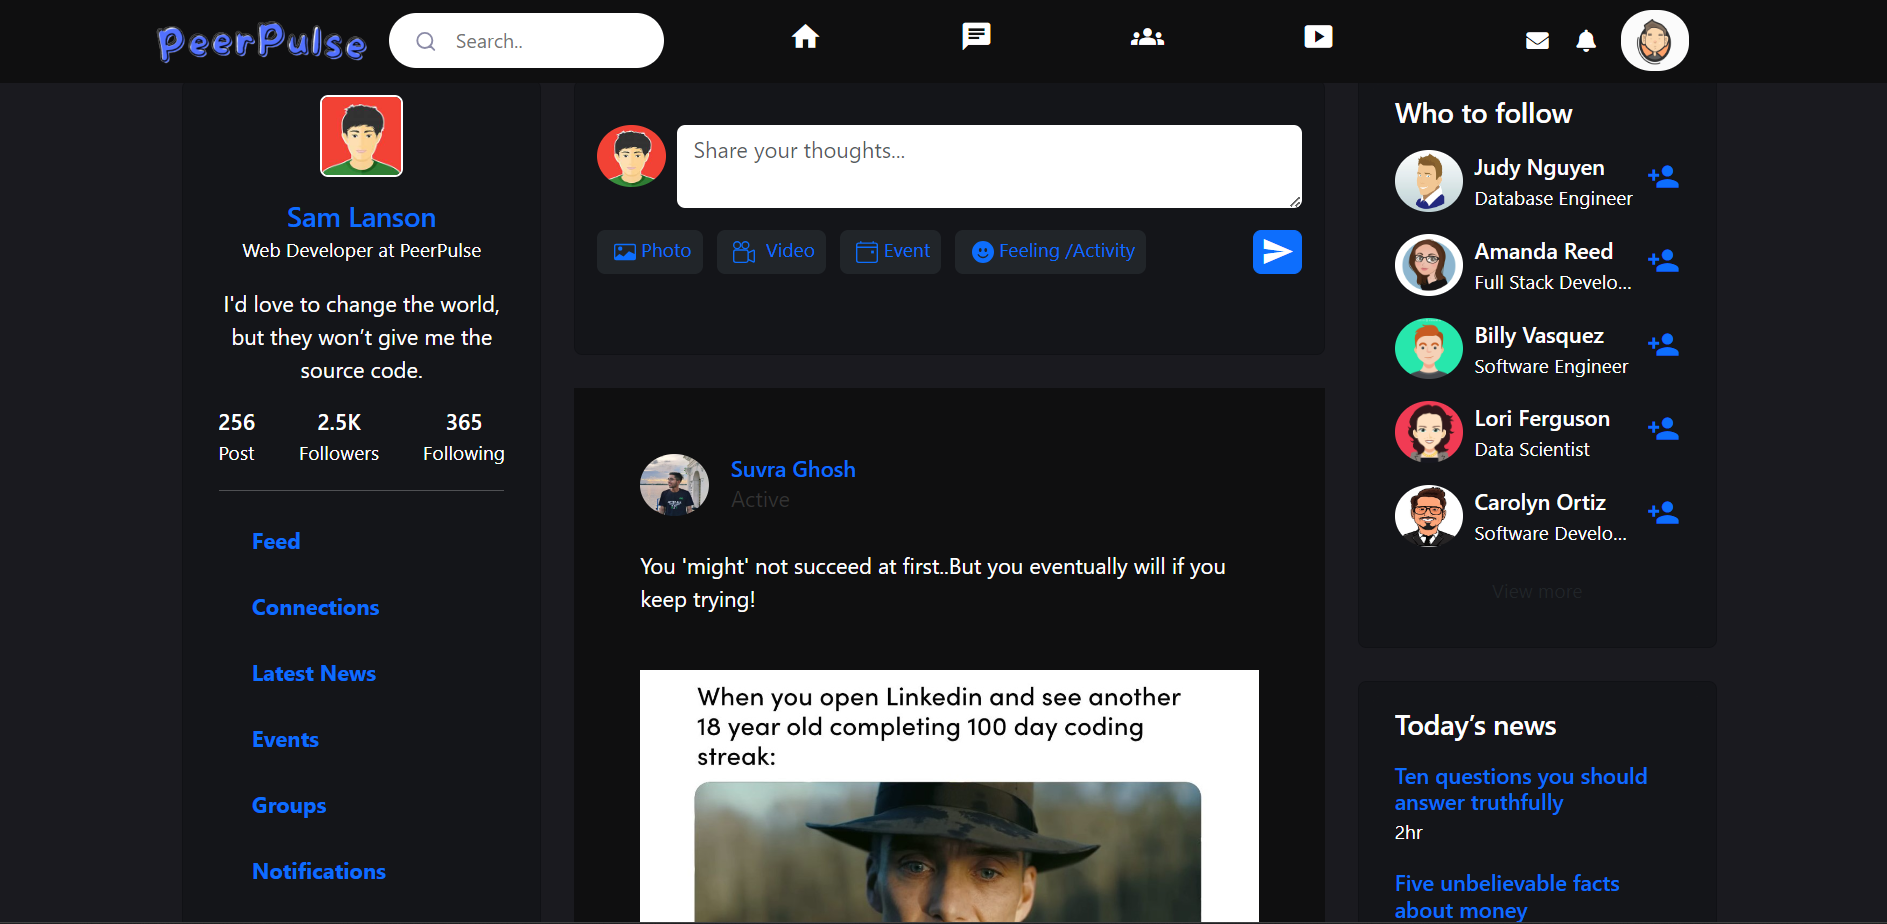 PeerPulse
Search..
Sam Lanson
Web Developer at PeerPulse
I'd love to change the world,
but they won’t give me the
source code.
256 2.5K 365
Post Followers Following
Feed
Connections
Latest News
Events
Groups
Notifications
Share your thoughts...
Photo Video Event Feeling /Activity
Suvra Ghosh
Active
You 'might' not succeed at first..But you eventually will if you
keep trying!
When you open Linkedin and see another
18 year old completing 100 day coding
streak:
Who to follow
Judy Nguyen
Database Engineer
Amanda Reed
Full Stack Develo...
Billy Vasquez
Software Engineer
Lori Ferguson
Data Scientist
Carolyn Ortiz
Software Develo...
View more
Today’s news
Ten questions you should
answer truthfully
2hr
Five unbelievable facts
about money